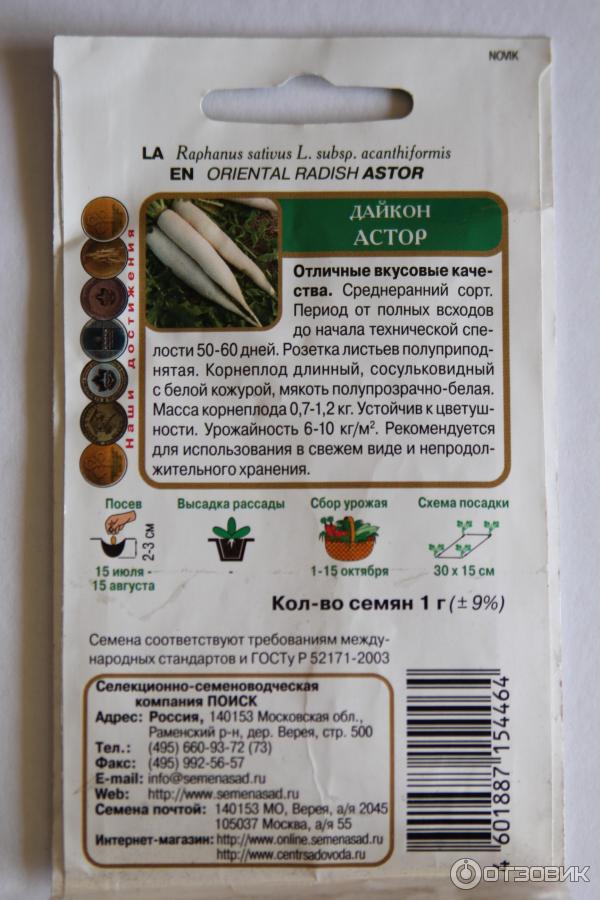 NOVIK
LA Raphanus sativus L. subsp. acanthiformis
EN ORIENTAL RADISH ASTOR
Наши достижения
ДАЙКОН
АСТОР
Отличные вкусовые каче-
ства. Среднеранний сорт.
Период от полных всходов
до начала технической спе-
лости 50-60 дней. Розетка листьев полуприпод-
нятая. Корнеплод длинный, сосульковидный
с белой кожурой, мякоть полупрозрачно-белая.
Масса корнеплода 0,7-1,2 кг. Устойчив к цветуш-
ности. Урожайность 6-10 кг/м². Рекомендуется
для использования в свежем виде и непродол-
жительного хранения.
Посев Высадка рассады Сбор урожая Схема посадки
2-3 см
15 июля - - 1-15 октября 30 х 15 см
15 августа
Кол-во семян 1 г (± 9%)
Семена соответствуют требованиям между-
народных стандартов и ГОСТу Р 52171-2003
Селекционно-семеноводческая
компания ПОИСК
Адрес: Россия, 140153 Московская обл.,
Раменский р-н, дер. Верея, стр. 500
Тел.: (495) 660-93-72 (73)
Факс: (495) 992-56-57
E-mail: info@semenasad.ru
Web: http://www.semenasad.ru
Семена почтой: 140153 МО, Верея, а/я 2045
105037 Москва, а/я 55
Интернет-магазин: http://www.online.semenasad.ru
http://www.centrsadovoda.ru
4 601887 154464
ОТЗОВИК